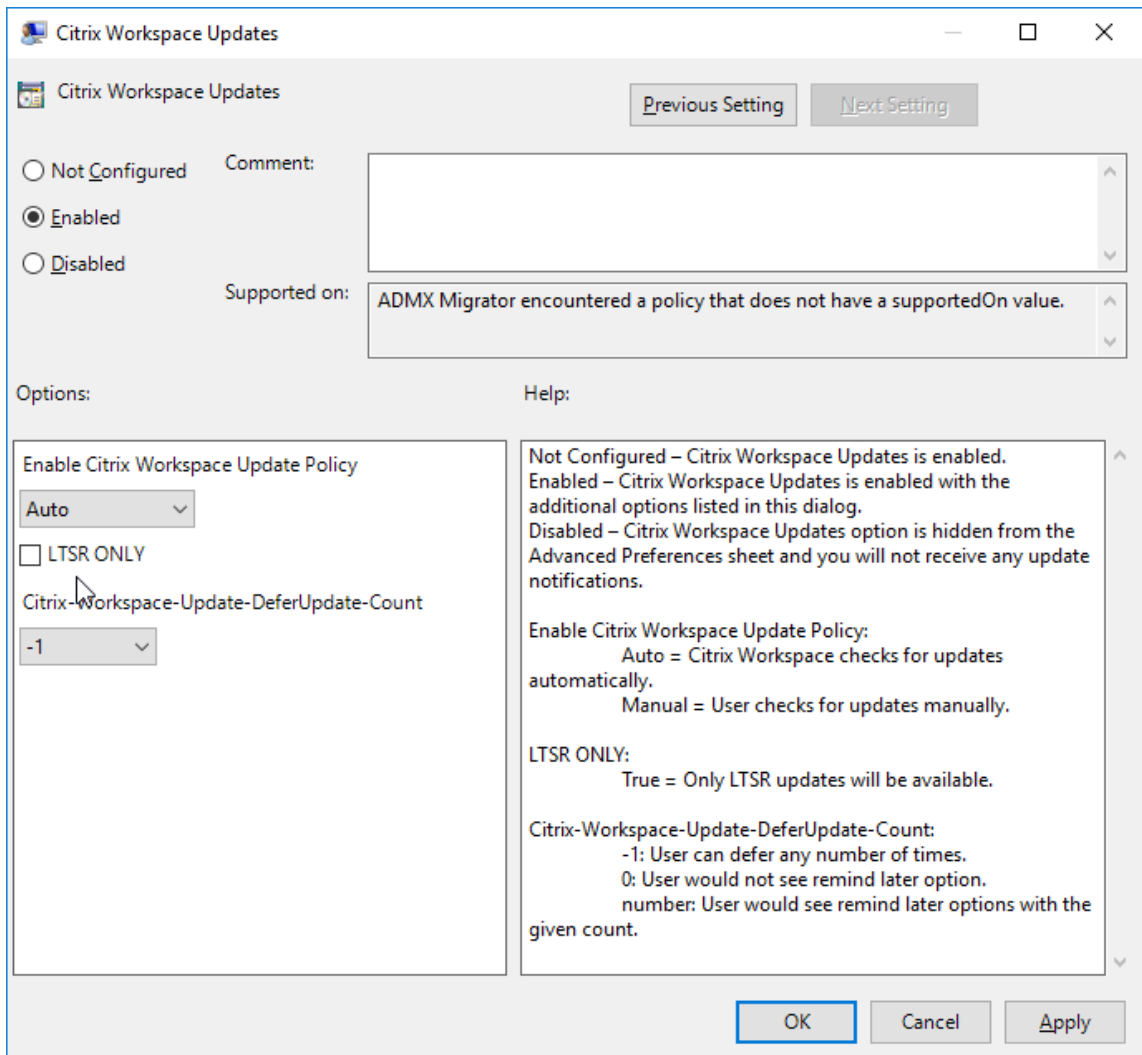 Citrix Workspace Updates
Citrix Workspace Updates
Previous Setting
Next Setting
Not Configured
Enabled
Disabled
Comment:
Supported on:
ADMX Migrator encountered a policy that does not have a supportedOn value.
Options:
Help:
Enable Citrix Workspace Update Policy
Auto
LTSR ONLY
Citrix-Workspace-Update-DeferUpdate-Count
-1
Not Configured – Citrix Workspace Updates is enabled.
Enabled – Citrix Workspace Updates is enabled with the
additional options listed in this dialog.
Disabled – Citrix Workspace Updates option is hidden from the
Advanced Preferences sheet and you will not receive any update
notifications.
Enable Citrix Workspace Update Policy:
Auto = Citrix Workspace checks for updates
automatically.
Manual = User checks for updates manually.
LTSR ONLY:
True = Only LTSR updates will be available.
Citrix-Workspace-Update-DeferUpdate-Count:
-1: User can defer any number of times.
0: User would not see remind later option.
number: User would see remind later options with the
given count.
OK
Cancel
Apply